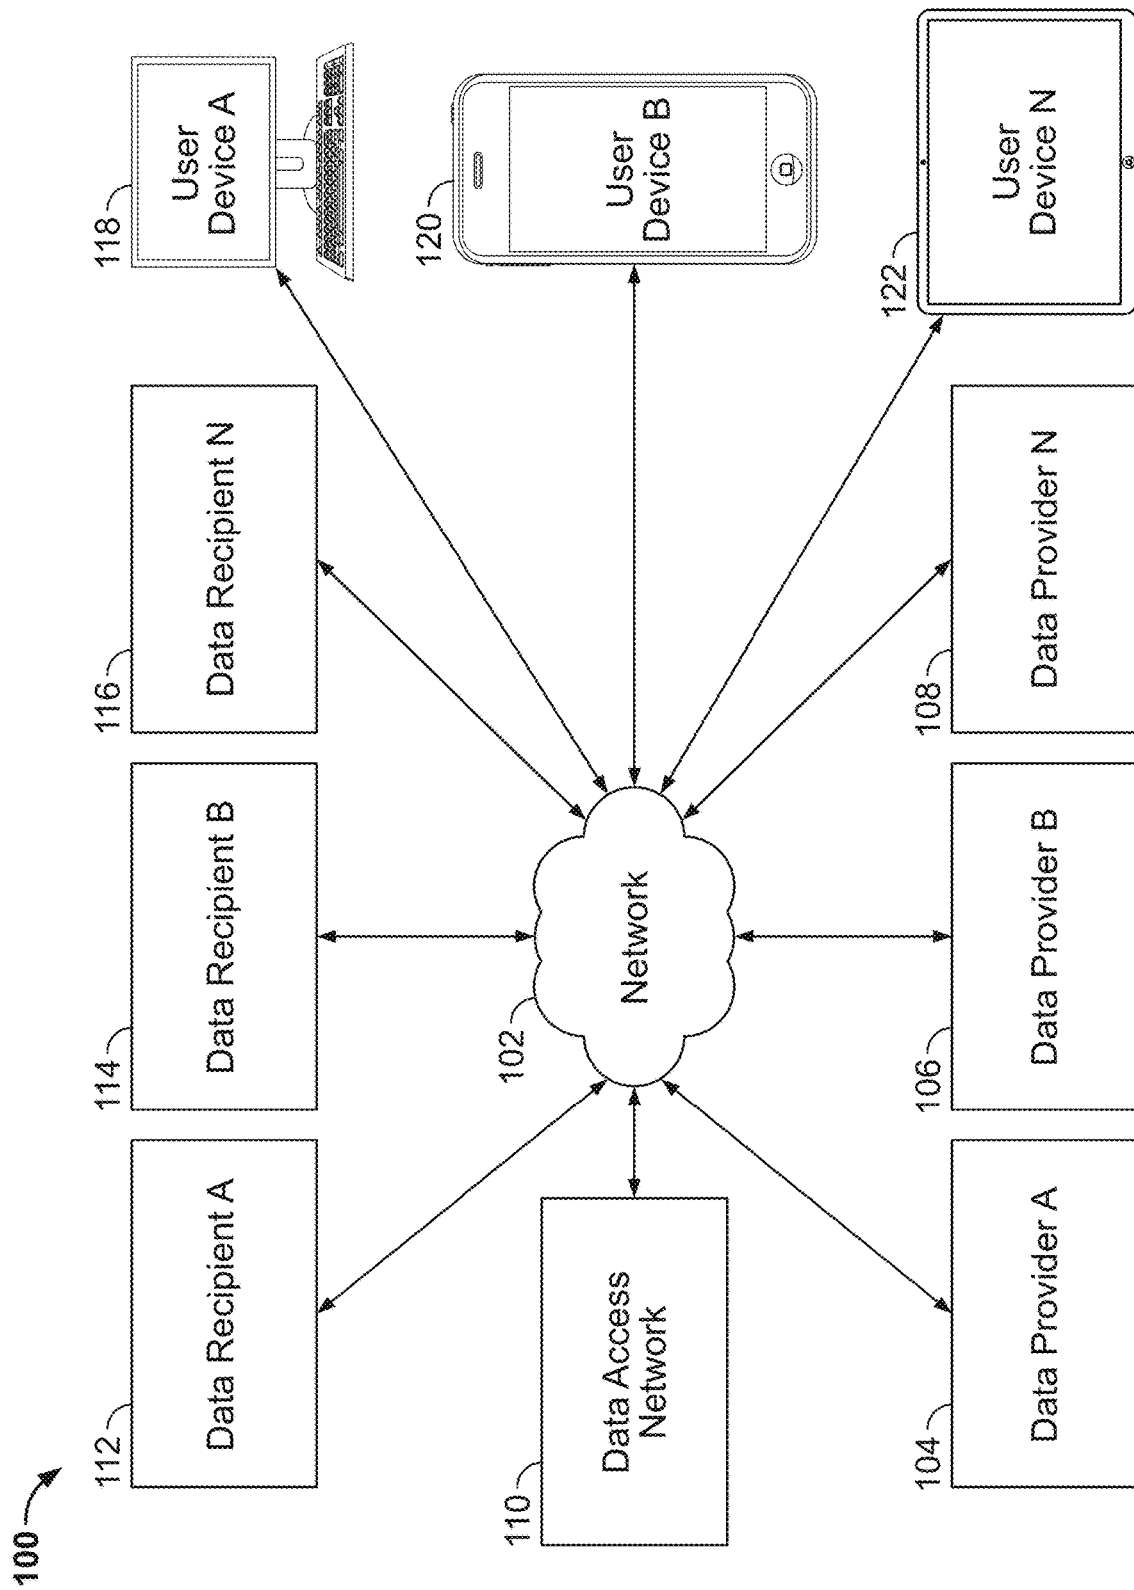 100
112
Data Recipient A
114
Data Recipient B
116
Data Recipient N
118
User
Device A
110
Data Access
Network
102
Network
120
User
Device B
104
Data Provider A
106
Data Provider B
108
Data Provider N
122
User
Device N